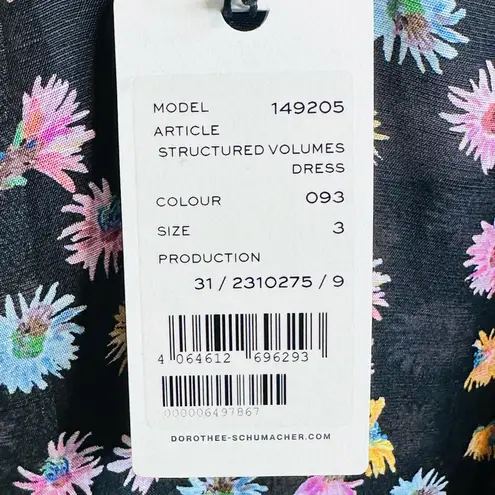 MODEL 149205
ARTICLE
STRUCTURED VOLUMES
DRESS
COLOUR 093
SIZE 3
PRODUCTION
31 / 2310275 / 9
4 064612 696293
000006497867
DOROTHEE-SCHUMACHER.COM